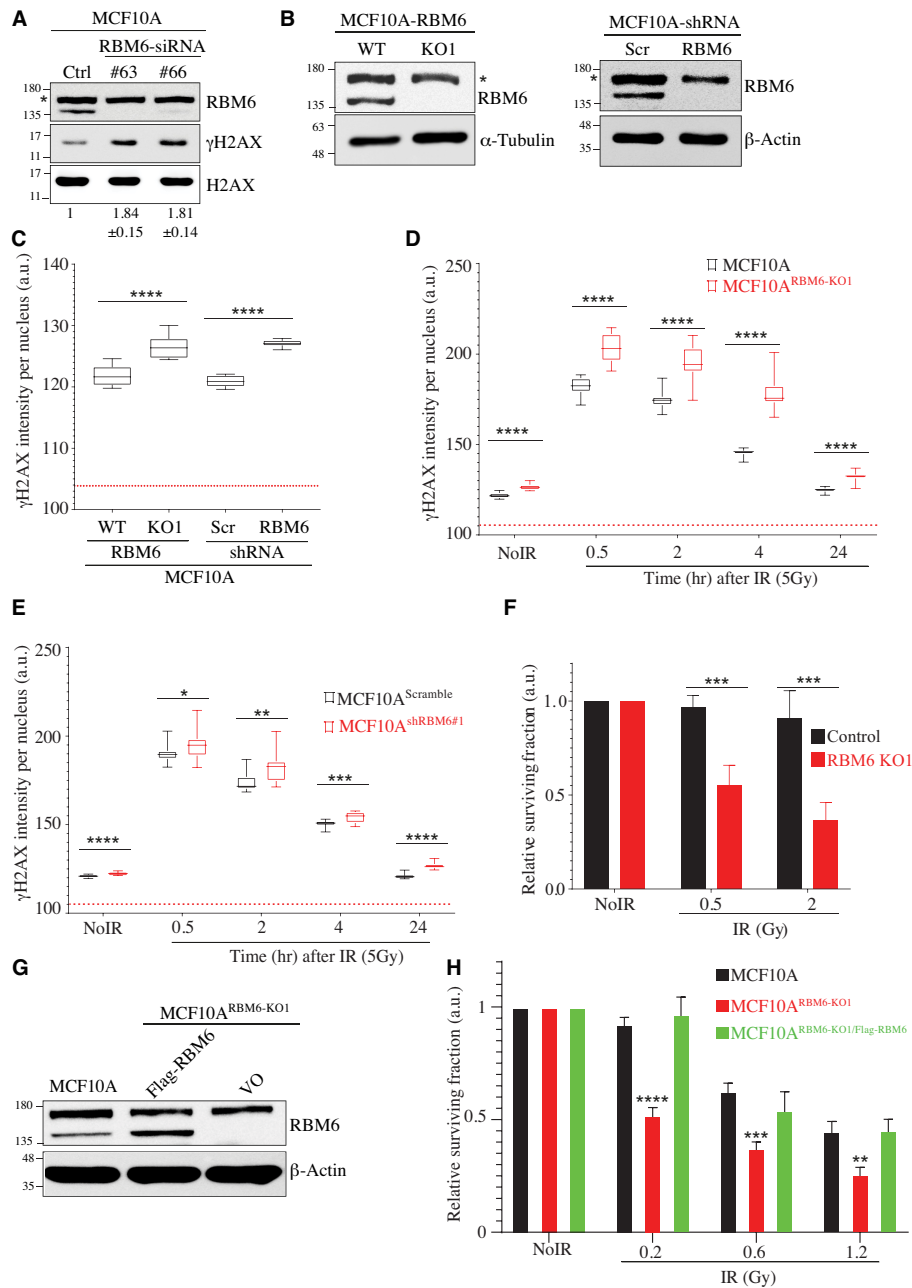 A
MCF10A
RBM6-siRNA
Ctrl #63 #66
180
*
135
RBM6
17
11
γH2AX
17
11
H2AX
1 1.84 1.81
±0.15 ±0.14
B
MCF10A-RBM6
WT KO1
180
*
135
RBM6
63
48
α-Tubulin
MCF10A-shRNA
Scr RBM6
180
*
135
RBM6
48
35
β-Actin
C
γH2AX intensity per nucleus (a.u.)
140
130
120
110
100
**** ****
WT KO1 Scr RBM6
RBM6 shRNA
MCF10A
D
γH2AX intensity per nucleus (a.u.)
250
200
150
100
MCF10A
MCF10A^RBM6-KO1
**** **** **** **** ****
NoIR 0.5 2 4 24
Time (hr) after IR (5Gy)
E
γH2AX intensity per nucleus (a.u.)
250
200
150
100
MCF10A^Scramble
MCF10A^shRBM6#1
**** * ** *** ****
NoIR 0.5 2 4 24
Time (hr) after IR (5Gy)
F
Relative surviving fraction (a.u.)
1.0
0.5
0.0
*** ***
Control
RBM6 KO1
NoIR 0.5 2
IR (Gy)
G
MCF10A^RBM6-KO1
MCF10A Flag-RBM6 VO
180
135
RBM6
48
35
β-Actin
H
Relative surviving fraction (a.u.)
1
0.5
0
MCF10A
MCF10A^RBM6-KO1
MCF10A^RBM6-KO1/Flag-RBM6
**** *** **
NoIR 0.2 0.6 1.2
IR (Gy)